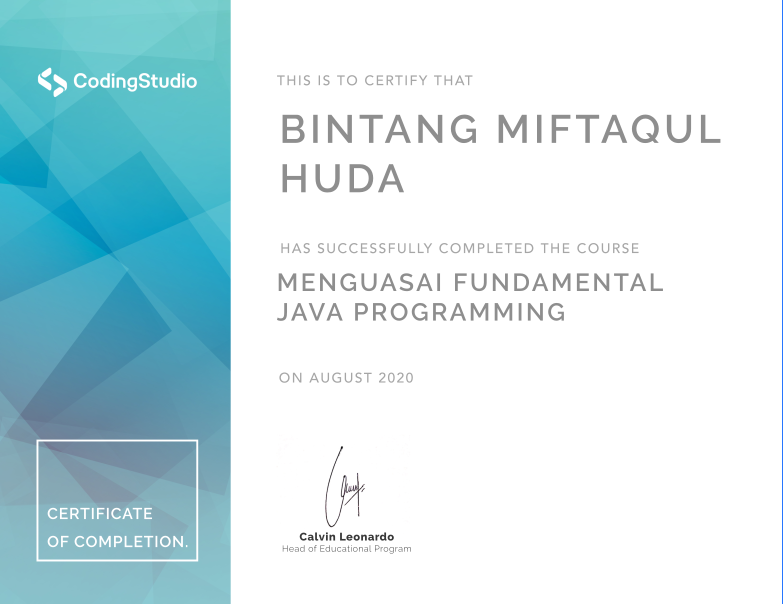 CodingStudio
THIS IS TO CERTIFY THAT
BINTANG MIFTAQUL
HUDA
HAS SUCCESSFULLY COMPLETED THE COURSE
MENGUASAI FUNDAMENTAL
JAVA PROGRAMMING
ON AUGUST 2020
Calvin Leonardo
Head of Educational Program
CERTIFICATE
OF COMPLETION.